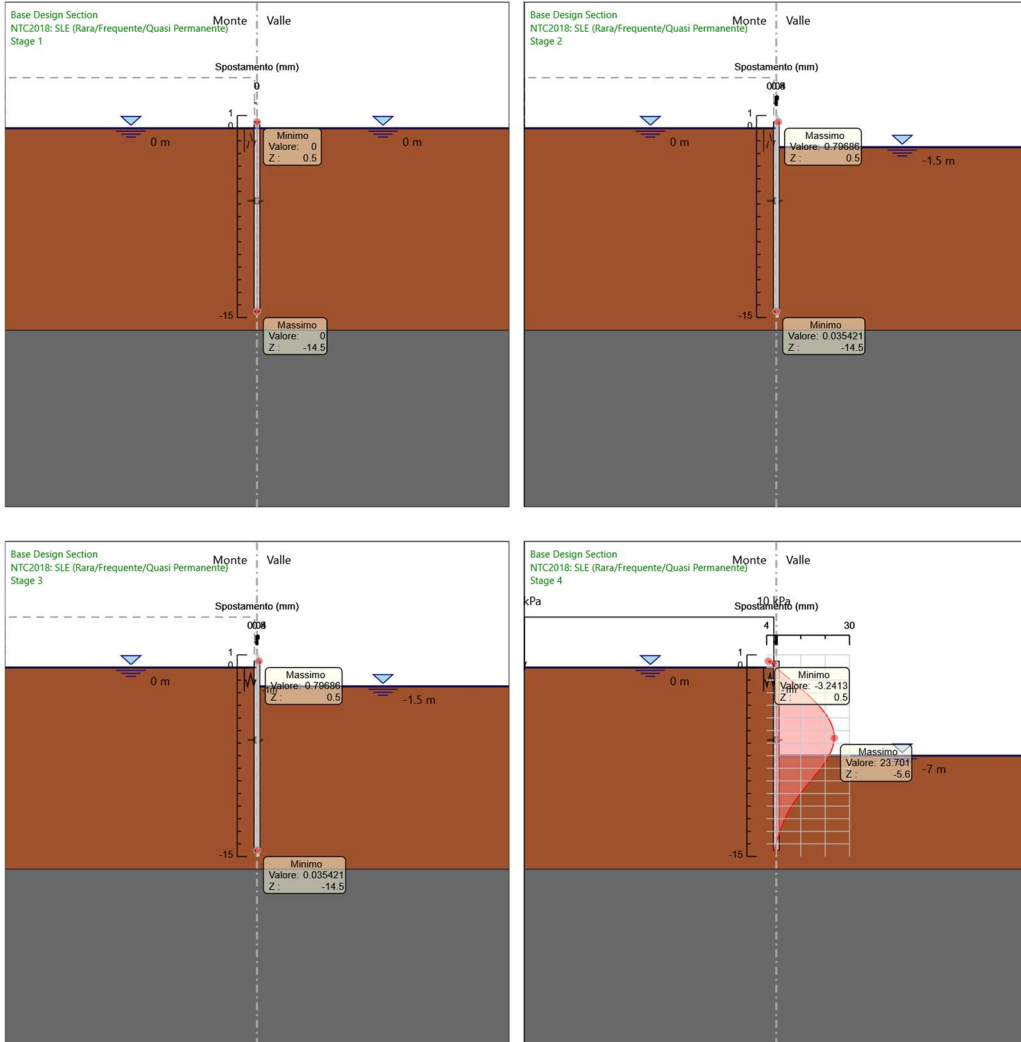 Base Design Section
NTC2018: SLE (Rara/Frequente/Quasi Permanente)
Stage 1
Monte Valle
Spostamento (mm)
0
1
0
0 m
0 m
Minimo
Valore: 0
Z : 0.5
-15
Massimo
Valore: 0
Z : -14.5
Base Design Section
NTC2018: SLE (Rara/Frequente/Quasi Permanente)
Stage 2
Monte Valle
Spostamento (mm)
1
0
0 m
-1.5 m
Massimo
Valore: 0.79686
Z : 0.5
-15
Minimo
Valore: 0.035421
Z : -14.5
Base Design Section
NTC2018: SLE (Rara/Frequente/Quasi Permanente)
Stage 3
Monte Valle
Spostamento (mm)
1
0
0 m
-1.5 m
Massimo
Valore: 0.79686
Z : 0.5
-15
Minimo
Valore: 0.035421
Z : -14.5
Base Design Section
NTC2018: SLE (Rara/Frequente/Quasi Permanente)
Stage 4
Monte Valle
kPa
10 kPa
Spostamento (mm)
4 30
1
0
0 m
Minimo
Valore: -3.2413
Z : 0.5
Massimo
Valore: 23.701
Z : -5.6
-7 m
-15